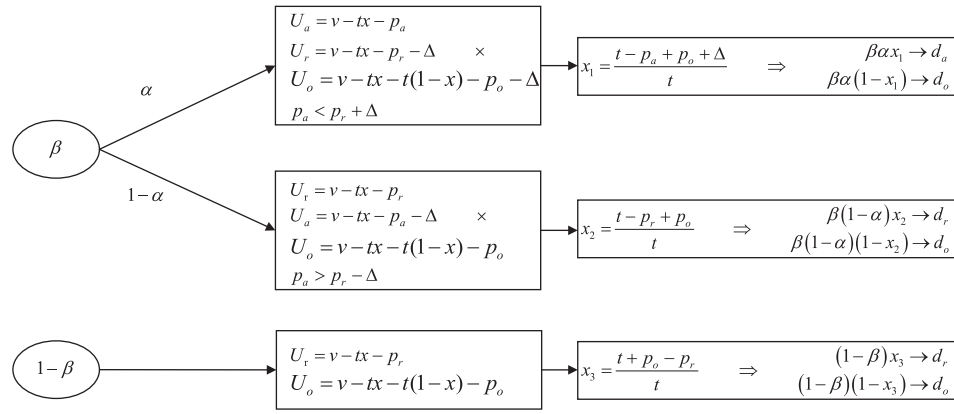 β
α
1−α
U_a = v − tx − p_a
U_r = v − tx − p_r − Δ ×
U_o = v − tx − t(1 − x) − p_o − Δ
p_a < p_r + Δ
x_1 = (t − p_a + p_o + Δ) / t ⇒ βαx_1 → d_a
βα(1 − x_1) → d_o
U_r = v − tx − p_r
U_a = v − tx − p_a − Δ ×
U_o = v − tx − t(1 − x) − p_o
p_a > p_r − Δ
x_2 = (t − p_r + p_o) / t ⇒ β(1 − α)x_2 → d_r
β(1 − α)(1 − x_2) → d_o
1−β
U_r = v − tx − p_r
U_o = v − tx − t(1 − x) − p_o
x_3 = (t + p_o − p_r) / t ⇒ (1 − β)x_3 → d_r
(1 − β)(1 − x_3) → d_o